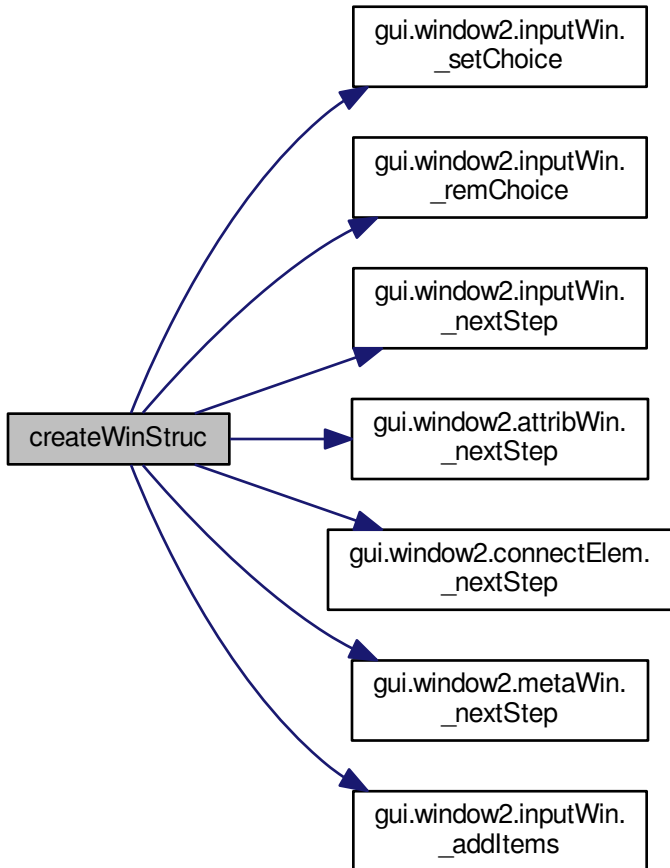 gui.window2.inputWin.
_setChoice
gui.window2.inputWin.
_remChoice
gui.window2.inputWin.
_nextStep
createWinStruc
gui.window2.attribWin.
_nextStep
gui.window2.connectElem.
_nextStep
gui.window2.metaWin.
_nextStep
gui.window2.inputWin.
_addItems